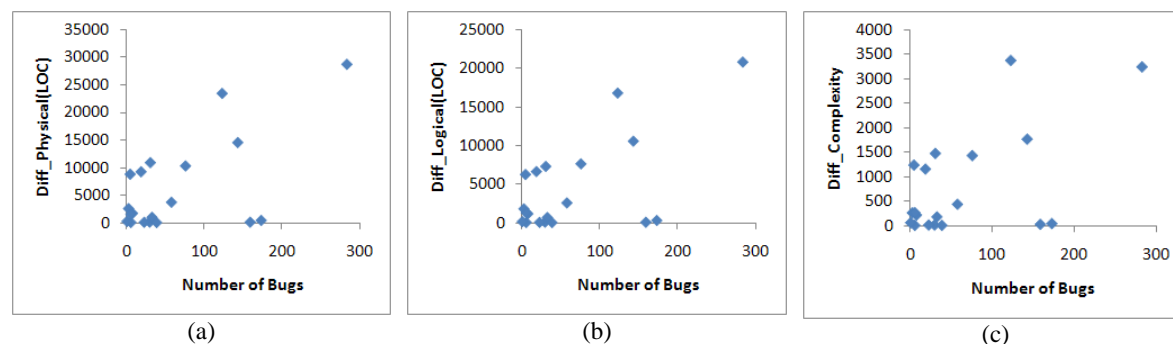 Diff_Physical(LOC)
35000
30000
25000
20000
15000
10000
5000
0
0 100 200 300
Number of Bugs
(a)
Diff_Logical(LOC)
25000
20000
15000
10000
5000
0
0 100 200 300
Number of Bugs
(b)
Diff_Complexity
4000
3500
3000
2500
2000
1500
1000
500
0
0 100 200 300
Number of Bugs
(c)